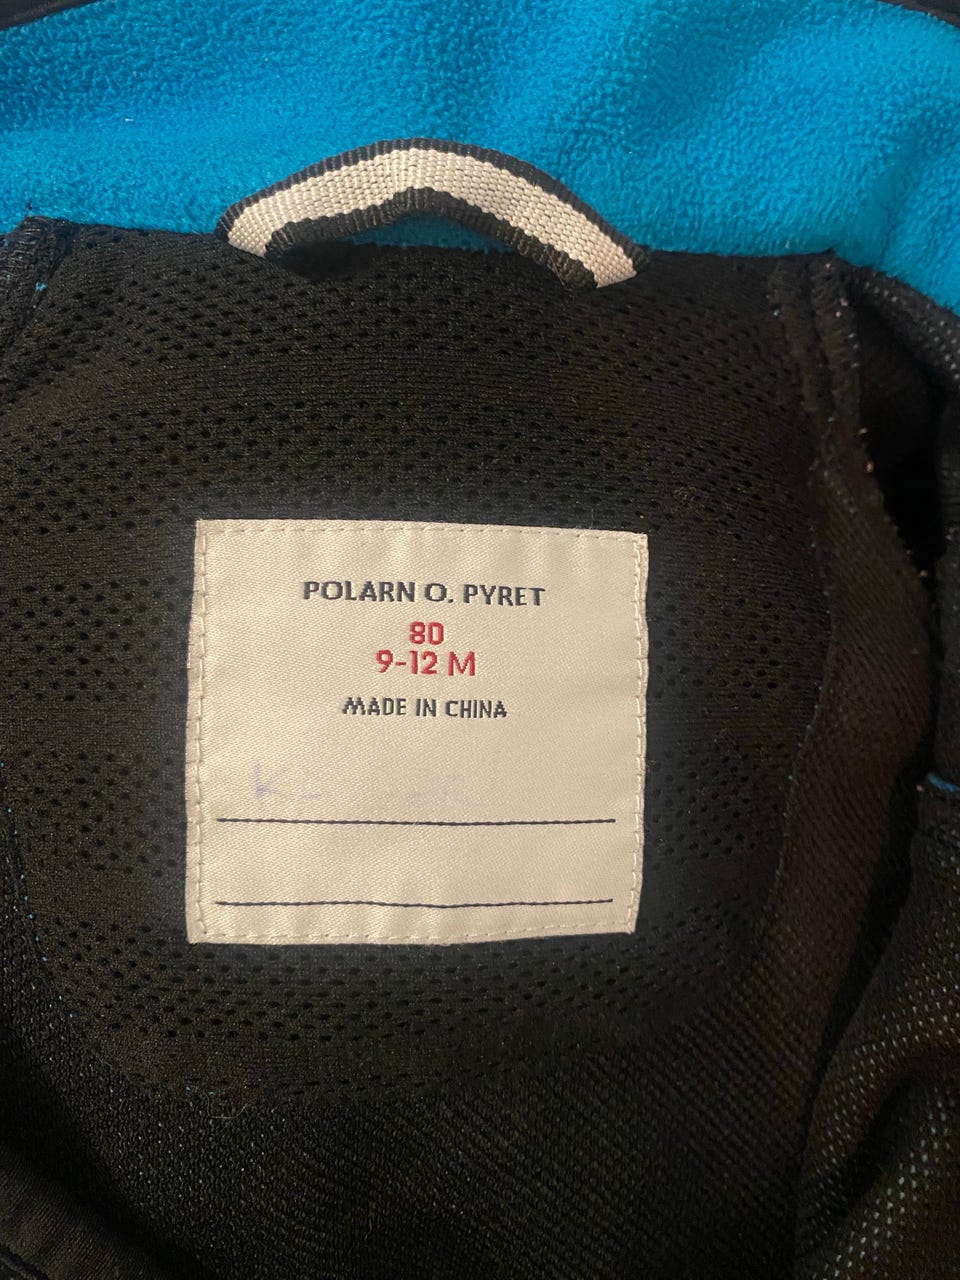 POLARN O. PYRET
80
9-12 M
MADE IN CHINA